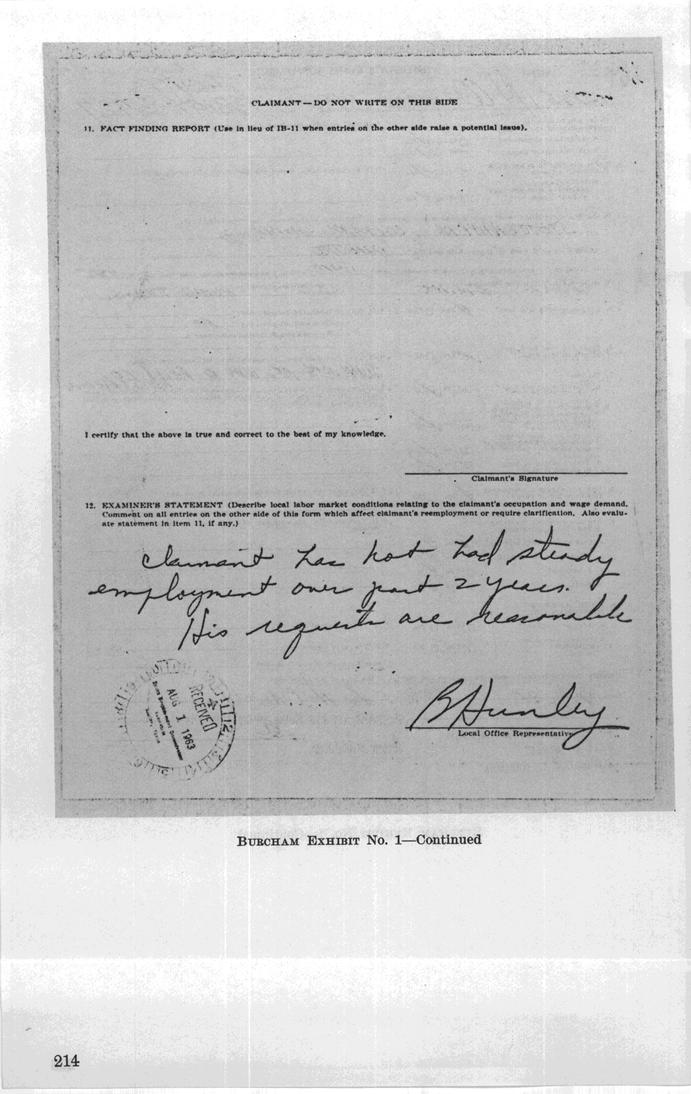 CLAIMANT—DO NOT WRITE ON THIS SIDE
11. FACT FINDING REPORT (Use in lieu of IB-11 when entries on the other side raise a potential issue).
I certify that the above is true and correct to the best of my knowledge.
Claimant's Signature
12. EXAMINER'S STATEMENT (Describe local labor market conditions relating to the claimant's occupation and wage demand.
Comment on all entries on the other side of this form which affect claimant's reemployment or require clarification. Also evalu-
ate statement in item 11, if any.)
Claimant has not had steady
employment over past 2 years.
His requests are reasonable
B Hunley
Local Office Representative
RECEIVED
AUG 1 1963
BURCHAM EXHIBIT No. 1—Continued
214